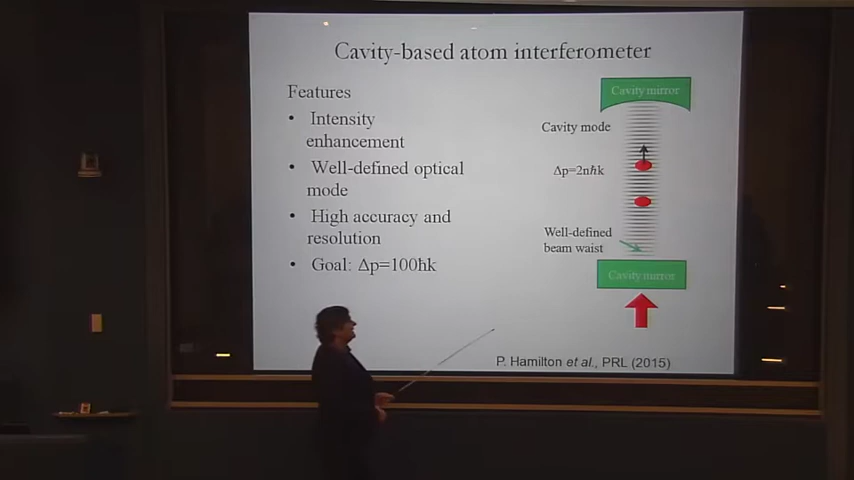 Cavity-based atom interferometer
Features
• Intensity
enhancement
• Well-defined optical
mode
• High accuracy and
resolution
• Goal: Δp=100ħk
Cavity mirror
Cavity mode
Δp=2nħk
Well-defined
beam waist
Cavity mirror
P. Hamilton et al., PRL (2015)